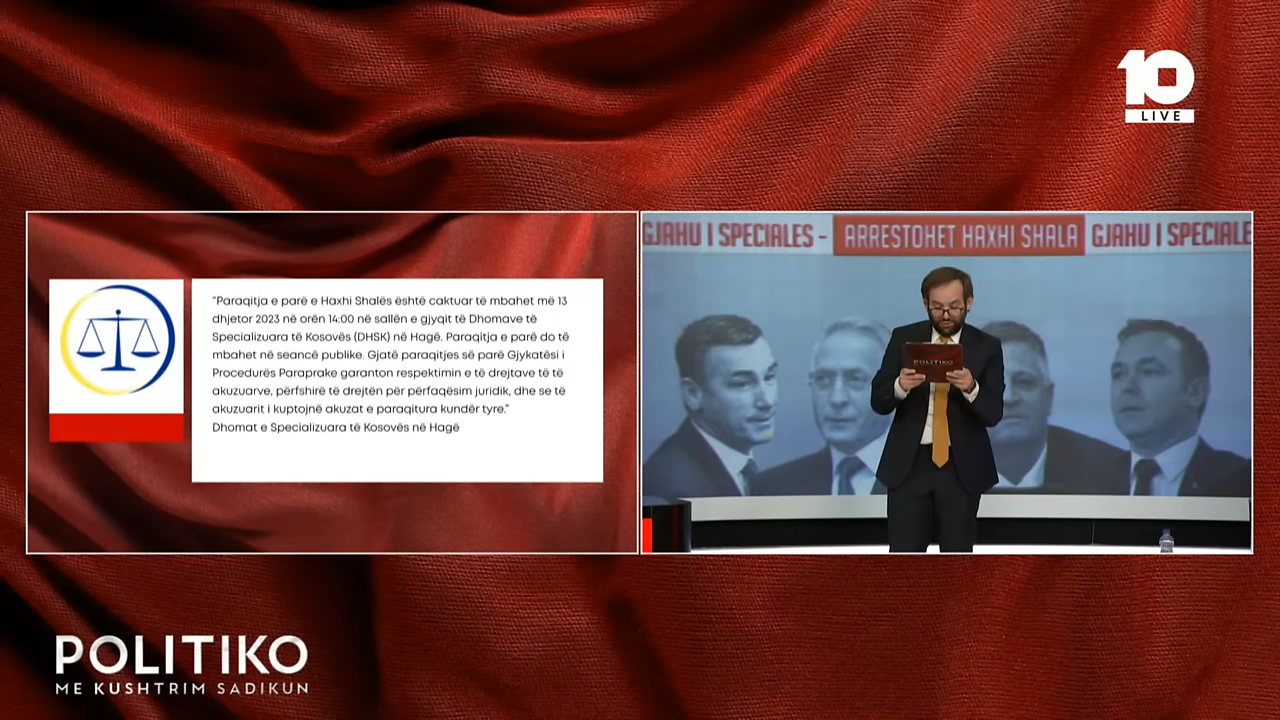 10
LIVE
GJAHU I SPECIALES - ARRESTOHET HAXHI SHALA GJAHU I SPECIALE
"Paraqitja e parë e Haxhi Shalës është caktuar të mbahet më 13
dhjetor 2023 në orën 14:00 në sallën e gjyqit të Dhomave të
Specializuara të Kosovës (DHSK) në Hagë. Paraqitja e parë do të
mbahet në seancë publike. Gjatë paraqitjes së parë Gjykatësi i
Procedurës Paraprake garanton respektimin e të drejtave të të
akuzuarve, përfshirë të drejtën për përfaqësim juridik, dhe se të
akuzuarit i kuptojnë akuzat e paraqitura kundër tyre."
Dhomat e Specializuara të Kosovës në Hagë
POLITIKO
POLITIKO
ME KUSHTRIM SADIKUN